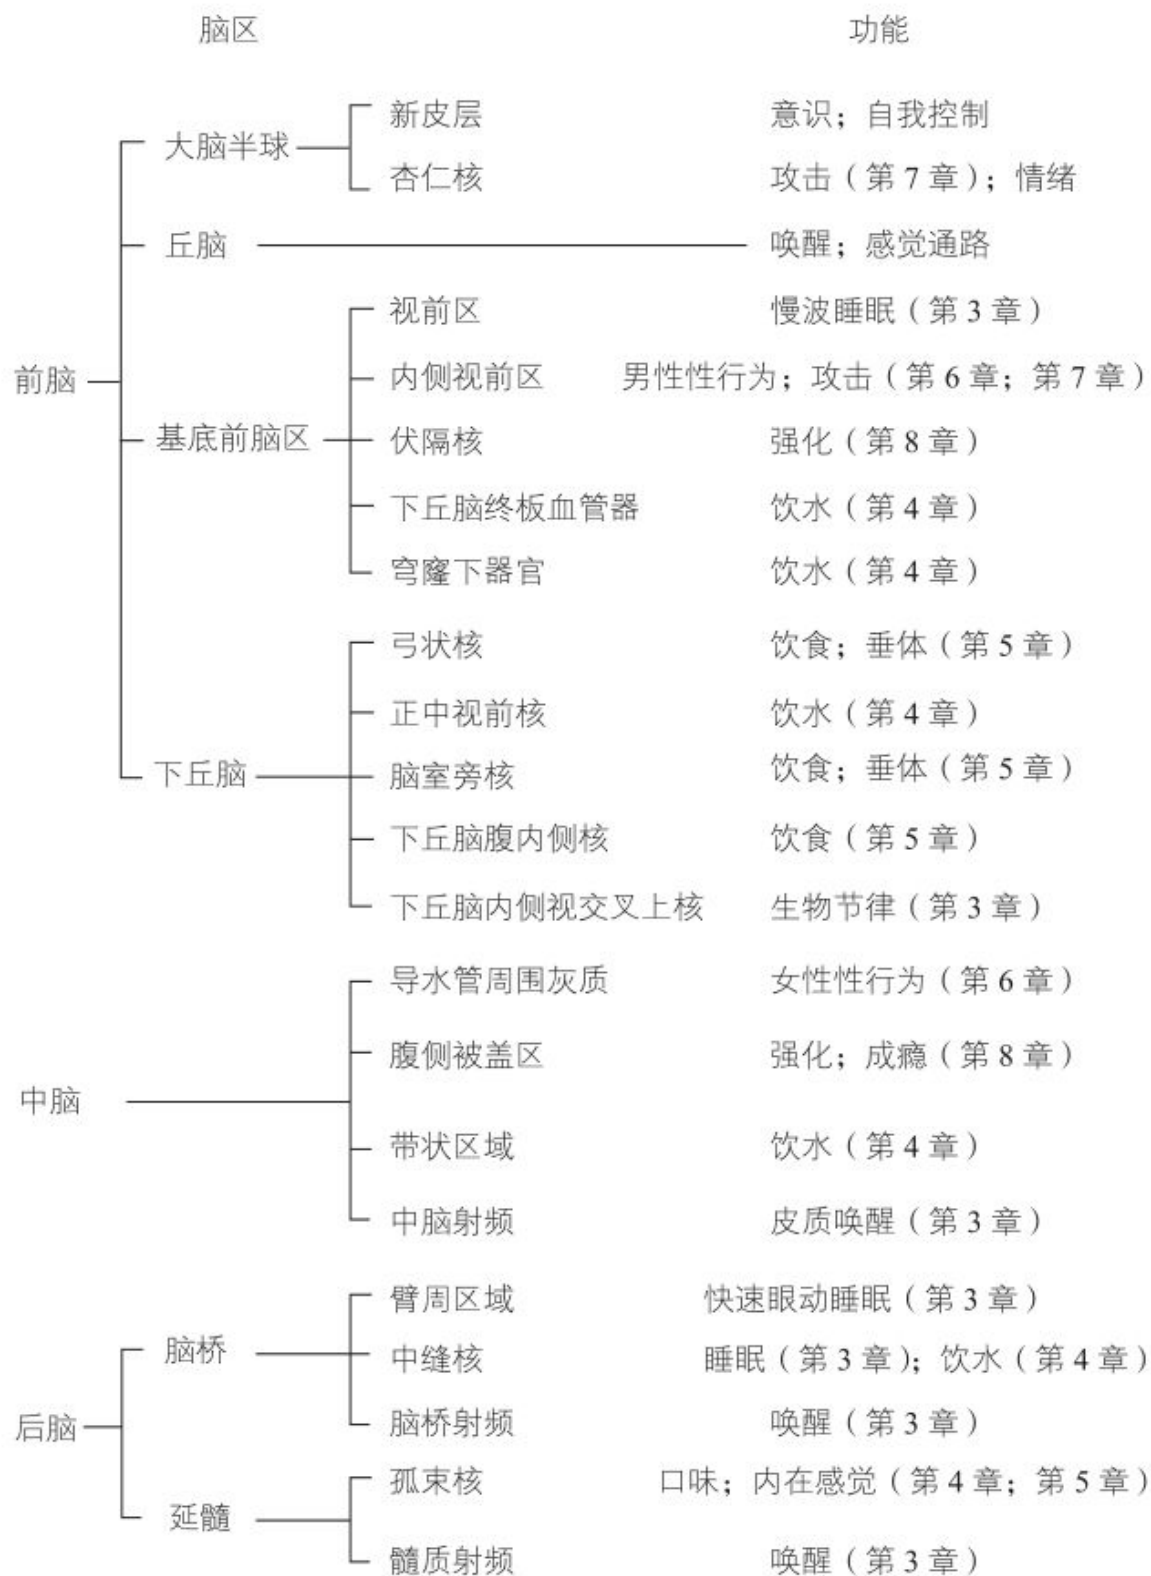 脑区 功能
新皮层 意识；自我控制
大脑半球
杏仁核 攻击（第 7 章）；情绪
丘脑 唤醒；感觉通路
视前区 慢波睡眠（第 3 章）
前脑 内侧视前区 男性性行为；攻击（第 6 章；第 7 章）
基底前脑区 伏隔核 强化（第 8 章）
下丘脑终板血管器 饮水（第 4 章）
穹窿下器官 饮水（第 4 章）
弓状核 饮食；垂体（第 5 章）
正中视前核 饮水（第 4 章）
下丘脑 脑室旁核 饮食；垂体（第 5 章）
下丘脑腹内侧核 饮食（第 5 章）
下丘脑内侧视交叉上核 生物节律（第 3 章）
导水管周围灰质 女性性行为（第 6 章）
腹侧被盖区 强化；成瘾（第 8 章）
中脑
带状区域 饮水（第 4 章）
中脑射频 皮质唤醒（第 3 章）
臂周区域 快速眼动睡眠（第 3 章）
脑桥 中缝核 睡眠（第 3 章）；饮水（第 4 章）
后脑 脑桥射频 唤醒（第 3 章）
孤束核 口味；内在感觉（第 4 章；第 5 章）
延髓
髓质射频 唤醒（第 3 章）